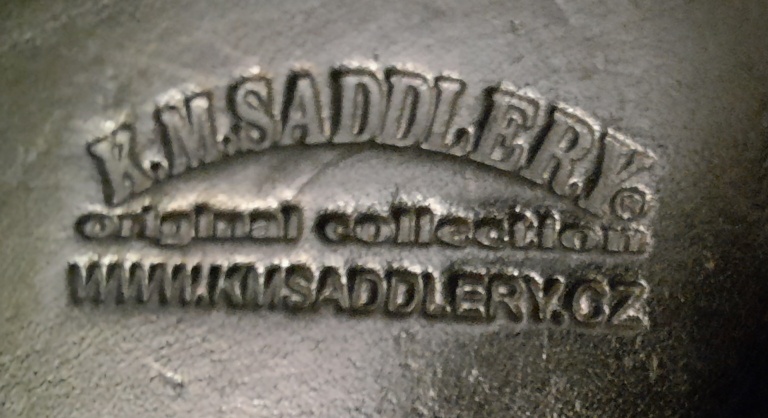 K.M.SADDLERY®
original collection
WWW.KMSADDLERY.CZ